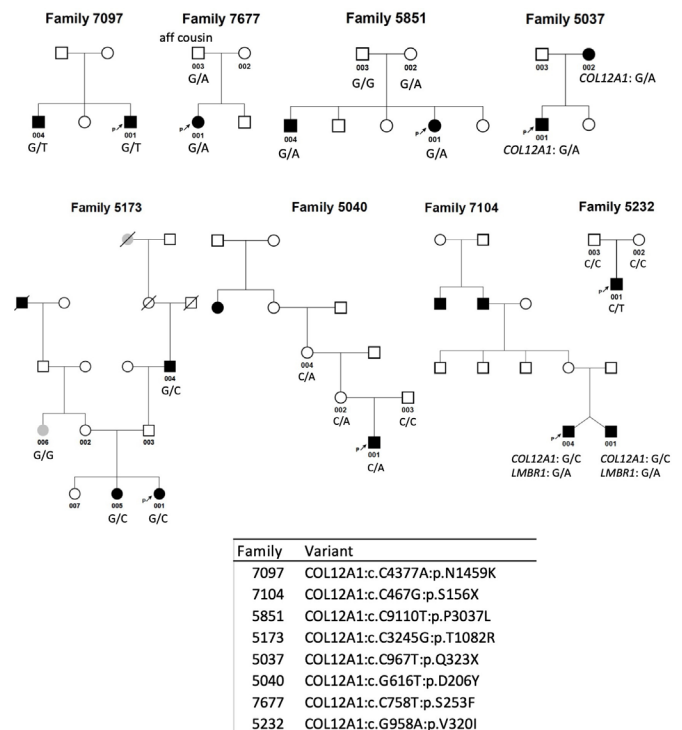 Family 7097
Family 7677
Family 5851
Family 5037
aff cousin
003
002
G/A
003
002
G/G
G/A
003
002
COL12A1: G/A
004
P
001
G/T
G/T
P
001
G/A
004
P
001
G/A
G/A
P
001
COL12A1: G/A
Family 5173
Family 5040
Family 7104
Family 5232
003
002
C/C
C/C
P
001
C/T
004
G/C
006
002
003
G/G
007
005
P
001
G/C
G/C
004
C/A
002
003
C/A
C/C
P
001
C/A
P
004
001
COL12A1: G/C
COL12A1: G/C
LMBR1: G/A
LMBR1: G/A
Family Variant
7097 COL12A1:c.C4377A:p.N1459K
7104 COL12A1:c.C467G:p.S156X
5851 COL12A1:c.C9110T:p.P3037L
5173 COL12A1:c.C3245G:p.T1082R
5037 COL12A1:c.C967T:p.Q323X
5040 COL12A1:c.G616T:p.D206Y
7677 COL12A1:c.C758T:p.S253F
5232 COL12A1:c.G958A:p.V320I